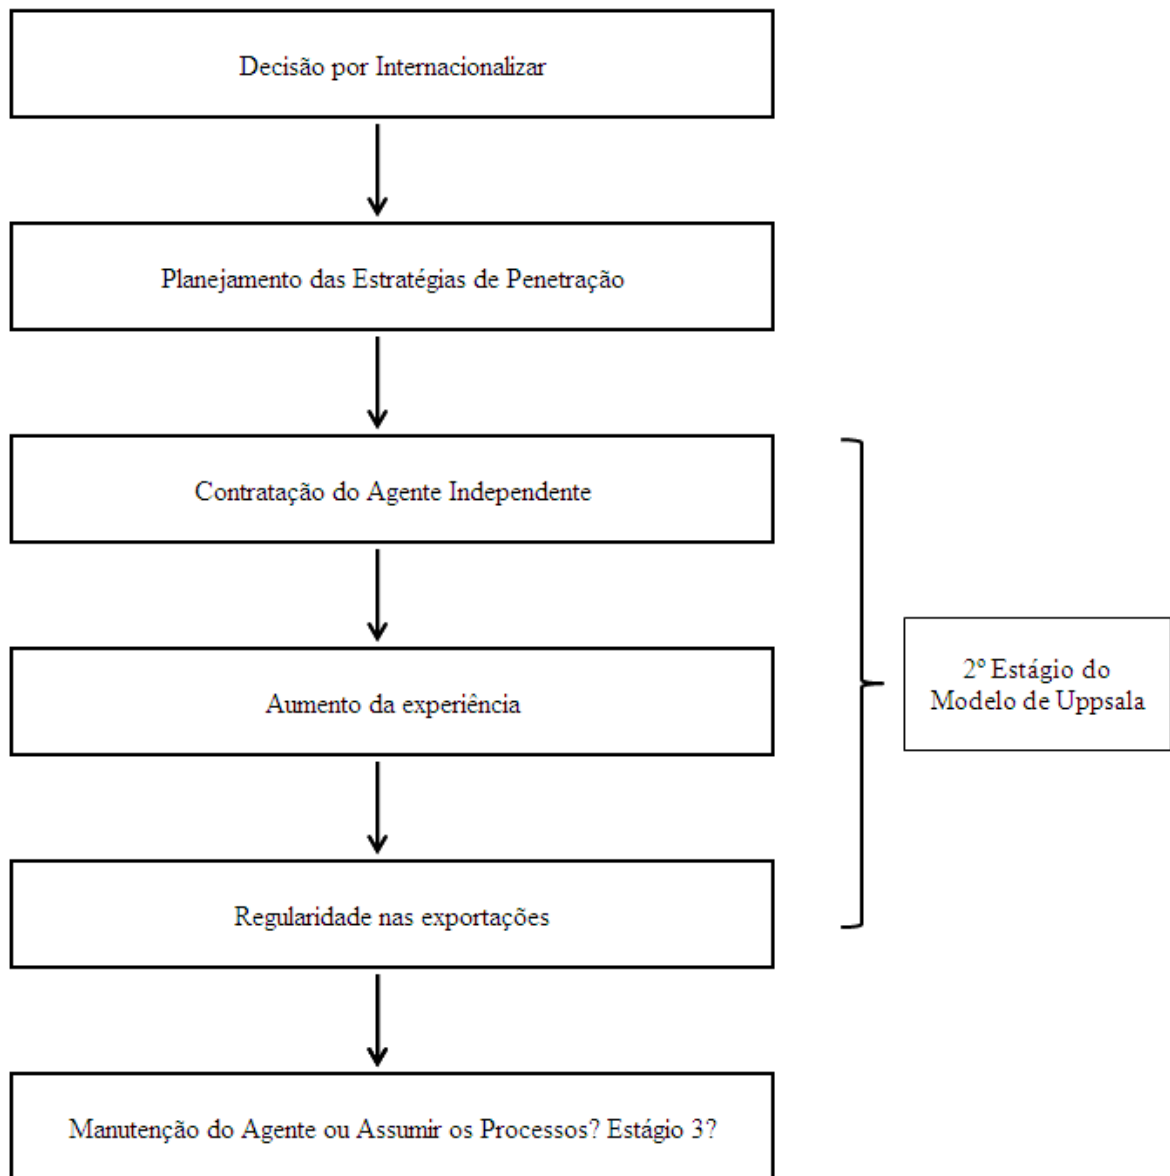 Decisão por Internacionalizar
Planejamento das Estratégias de Penetração
Contratação do Agente Independente
Aumento da experiência
Regularidade nas exportações
2º Estágio do
Modelo de Uppsala
Manutenção do Agente ou Assumir os Processos? Estágio 3?